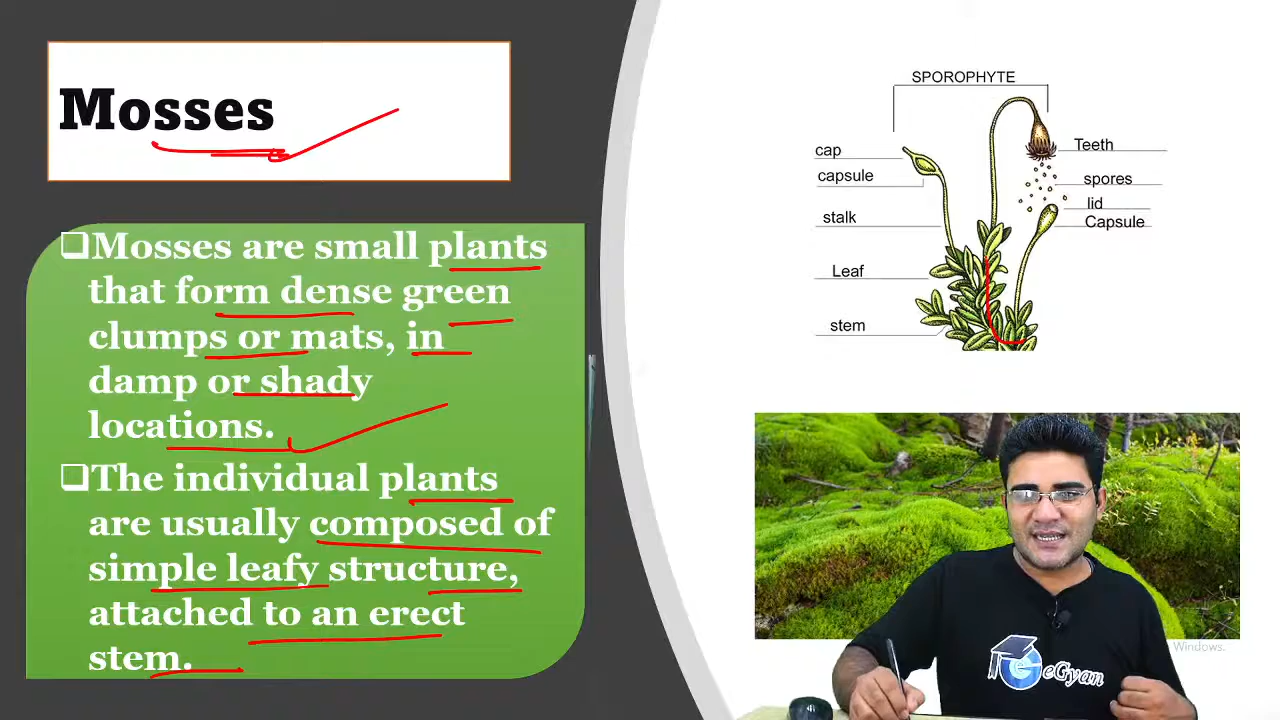 Mosses
❑Mosses are small plants
that form dense green
clumps or mats, in
damp or shady
locations.
❑The individual plants
are usually composed of
simple leafy structure,
attached to an erect
stem.
SPOROPHYTE
cap
capsule
stalk
Leaf
stem
Teeth
spores
lid
Capsule
Windows.
eGyan